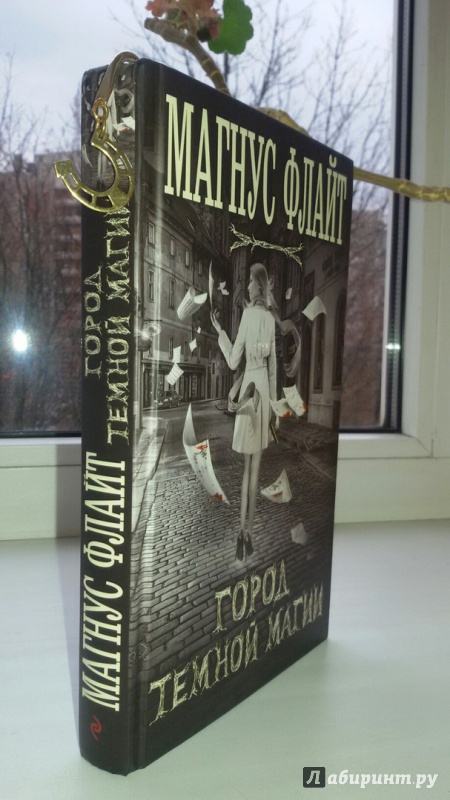 МАГНУС ФЛАЙТ
ГОРОД
ТЕМНОЙ МАГИИ
МАГНУС ФЛАЙТ
ГОРОД
ТЕМНОЙ МАГИИ
Лабиринт.ру